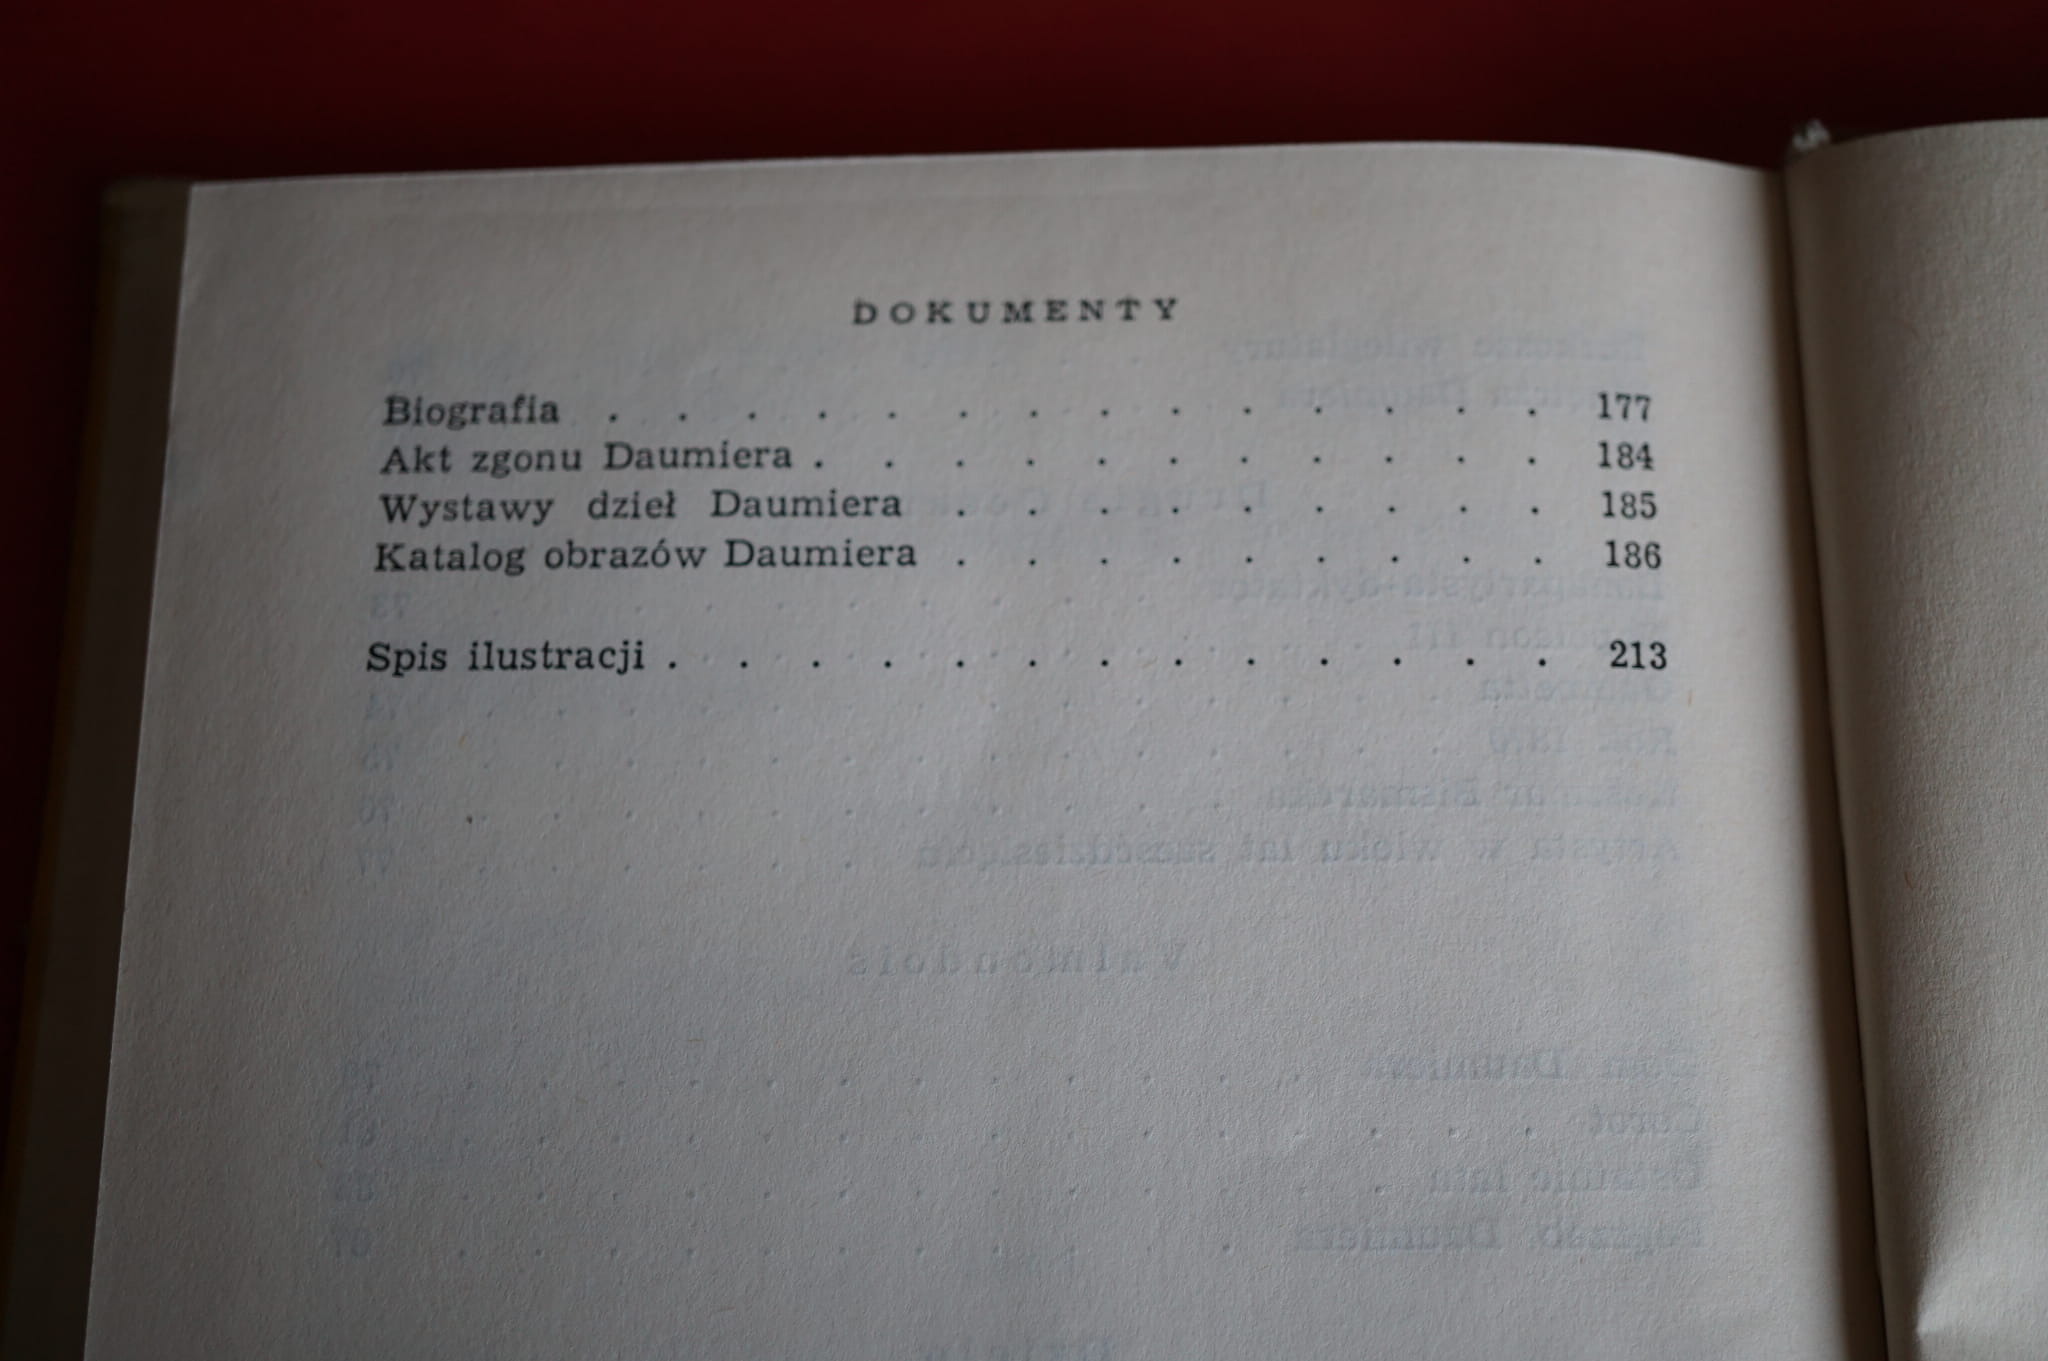 DOKUMENTY
Biografia . . . . . . . . . . . . . . 177
Akt zgonu Daumiera . . . . . . . . . . . 184
Wystawy dzieł Daumiera . . . . . . . . . 185
Katalog obrazów Daumiera . . . . . . . . . 186
Spis ilustracji . . . . . . . . . . . . . 213